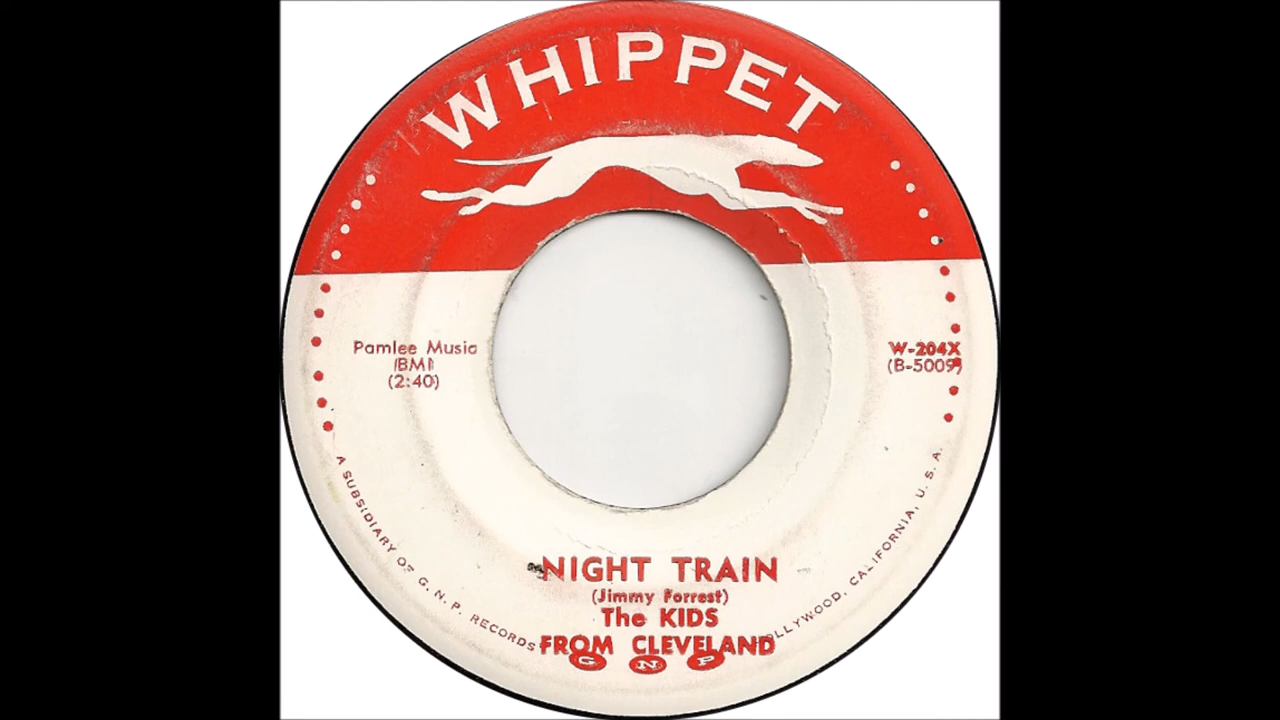 WHIPPET
Pamlee Music
(BMI)
(2:40)
W-204X
(B-5009)
NIGHT TRAIN
(Jimmy Forrest)
The KIDS
FROM CLEVELAND
A SUBSIDIARY OF G. N. P. RECORDS HOLLYWOOD, CALIFORNIA, U. S. A.
G N P